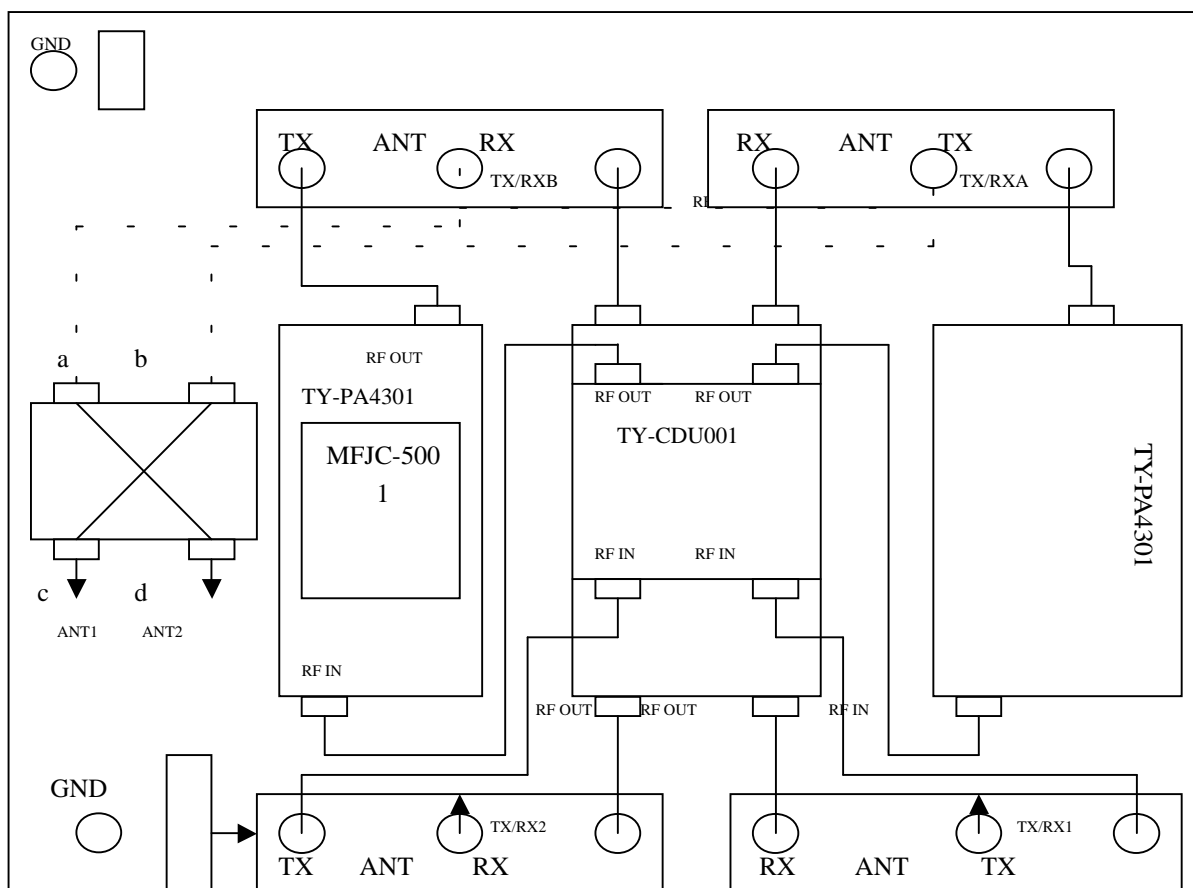 GND
TX ANT RX
TX/RXB
RX ANT TX
TX/RXA
a b
RF OUT
TY-PA4301
MFJC-500
1
RF OUT RF OUT
TY-CDU001
TY-PA4301
RF IN RF IN
c d
ANT1 ANT2
RF IN
RF OUT RF OUT RF IN
GND
TX/RX2
TX ANT RX
TX/RX1
RX ANT TX